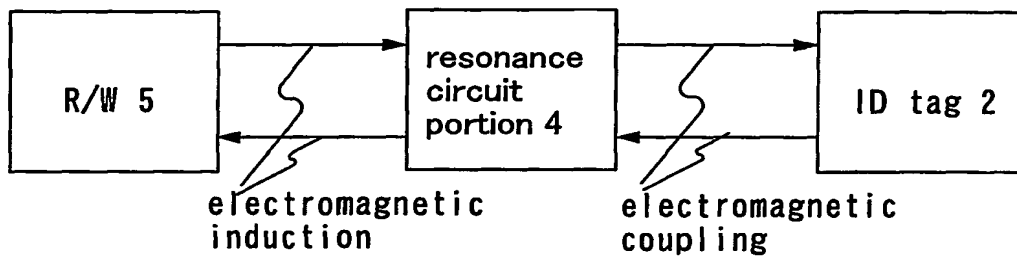 R/W 5
resonance
circuit
portion 4
ID tag 2
electromagnetic
induction
electromagnetic
coupling